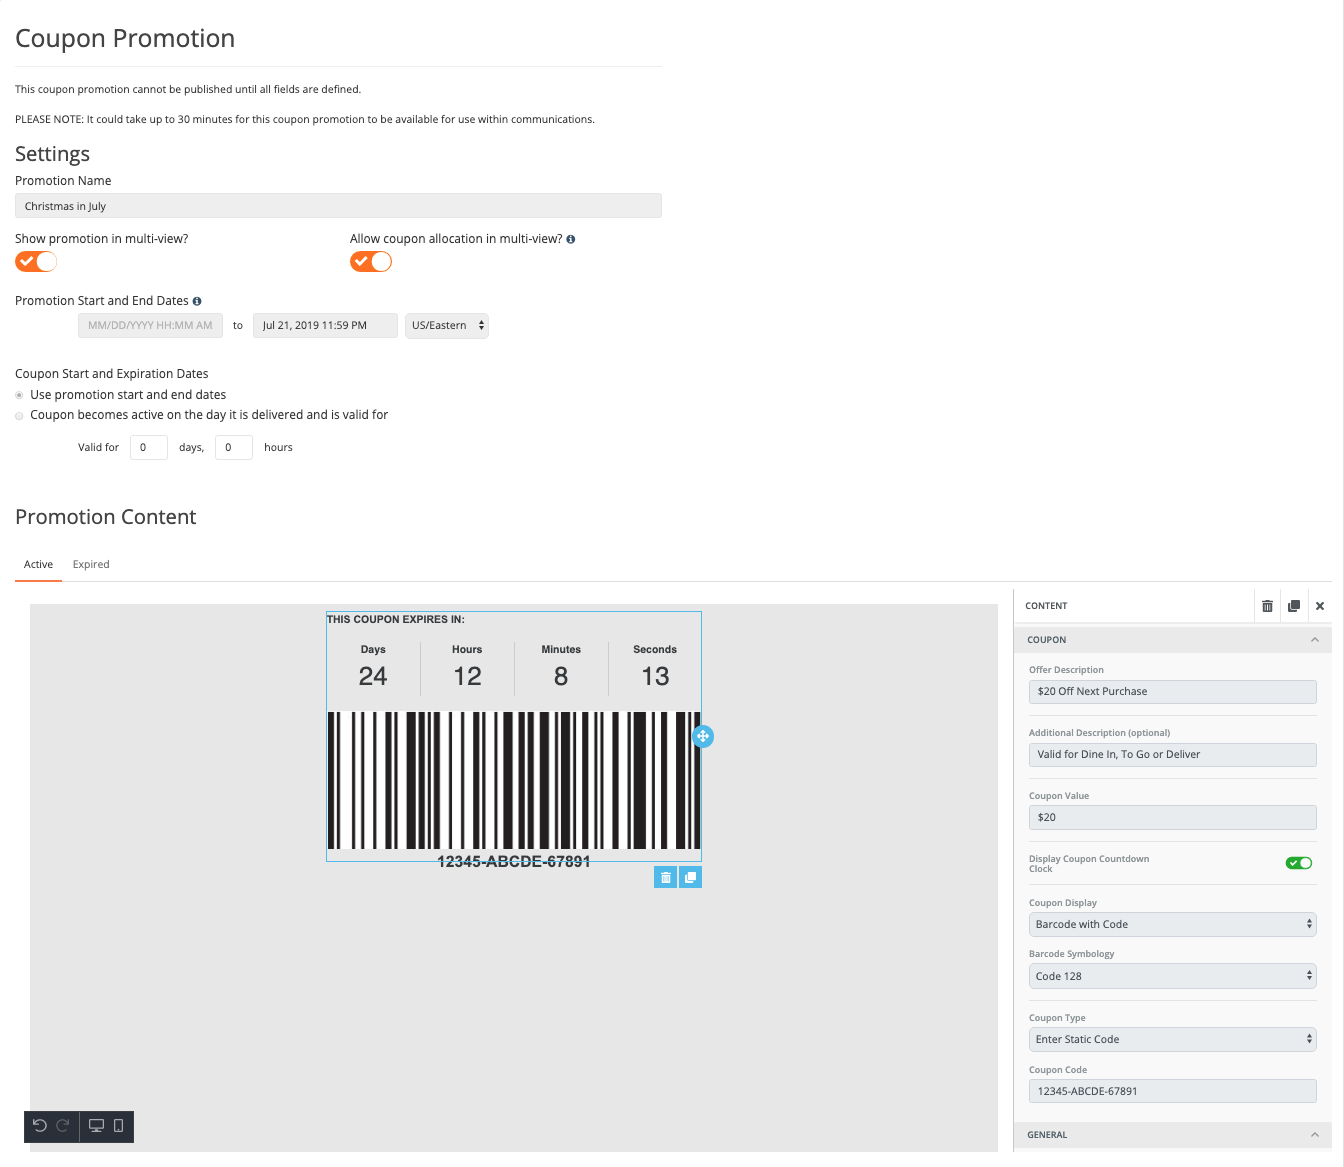 Coupon Promotion
This coupon promotion cannot be published until all fields are defined.
PLEASE NOTE: It could take up to 30 minutes for this coupon promotion to be available for use within communications.
Settings
Promotion Name
Christmas in July
Show promotion in multi-view?
Allow coupon allocation in multi-view?
Promotion Start and End Dates
MM/DD/YYYY HH:MM AM to Jul 21, 2019 11:59 PM US/Eastern
Coupon Start and Expiration Dates
Use promotion start and end dates
Coupon becomes active on the day it is delivered and is valid for
Valid for 0 days, 0 hours
Promotion Content
Active Expired
THIS COUPON EXPIRES IN:
Days Hours Minutes Seconds
24 12 8 13
12345-ABCDE-67891
CONTENT
COUPON
Offer Description
$20 Off Next Purchase
Additional Description (optional)
Valid for Dine In, To Go or Deliver
Coupon Value
$20
Display Coupon Countdown
Clock
Coupon Display
Barcode with Code
Barcode Symbology
Code 128
Coupon Type
Enter Static Code
Coupon Code
12345-ABCDE-67891
GENERAL